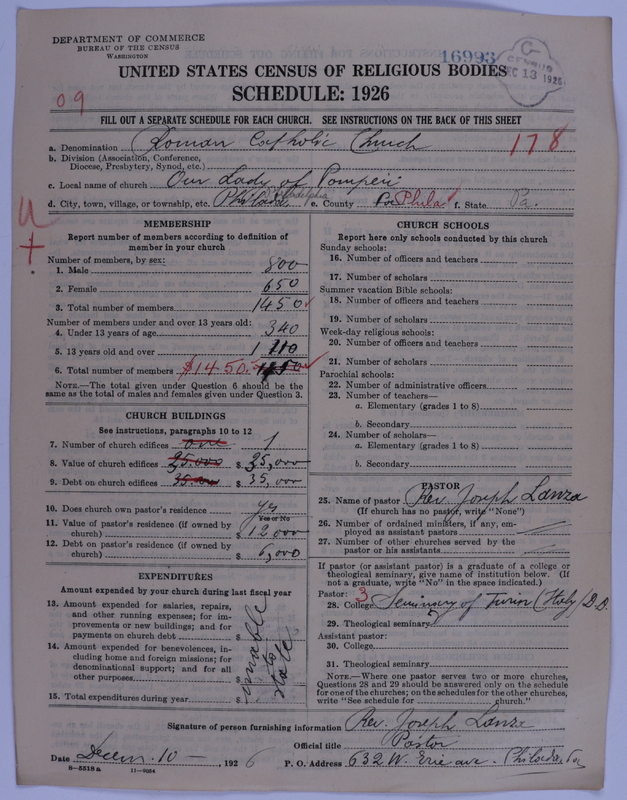 DEPARTMENT OF COMMERCE
BUREAU OF THE CENSUS
WASHINGTON
16993
CENSUS
DEC 13 1926
UNITED STATES CENSUS OF RELIGIOUS BODIES
SCHEDULE: 1926
09
FILL OUT A SEPARATE SCHEDULE FOR EACH CHURCH. SEE INSTRUCTIONS ON THE BACK OF THIS SHEET
a. Denomination Roman Catholic Church 178
b. Division (Association, Conference,
Diocese, Presbytery, Synod, etc.)
c. Local name of church Our Lady of Pompeii
d. City, town, village, or township, etc. Philada. e. County Pa Phila f. State Pa.
MEMBERSHIP
Report number of members according to definition of
member in your church
Number of members, by sex:
1. Male 800
2. Female 650
3. Total number of members 1450
Number of members under and over 13 years old:
4. Under 13 years of age 340
5. 13 years old and over 1110
6. Total number of members 1450
NOTE.—The total given under Question 6 should be the
same as the total of males and females given under Question 3.
CHURCH BUILDINGS
See instructions, paragraphs 10 to 12
7. Number of church edifices one 1
8. Value of church edifices 35.000 $ 35,000
9. Debt on church edifices 35.000 $ 35,000
10. Does church own pastor's residence yes
Yes or No
11. Value of pastor's residence (if owned by
church) $ 12000
12. Debt on pastor's residence (if owned by
church) $ 6,000
EXPENDITURES
Amount expended by your church during last fiscal year
13. Amount expended for salaries, repairs,
and other running expenses; for im-
provements or new buildings; and for
payments on church debt $
14. Amount expended for benevolences, in-
cluding home and foreign missions; for
denominational support; and for all
other purposes $
15. Total expenditures during year $
unable
to
state
CHURCH SCHOOLS
Report here only schools conducted by this church
Sunday schools:
16. Number of officers and teachers
17. Number of scholars
Summer vacation Bible schools:
18. Number of officers and teachers
19. Number of scholars
Week-day religious schools:
20. Number of officers and teachers
21. Number of scholars
Parochial schools:
22. Number of administrative officers
23. Number of teachers—
a. Elementary (grades 1 to 8)
b. Secondary
24. Number of scholars—
a. Elementary (grades 1 to 8)
b. Secondary
PASTOR
25. Name of pastor Rev. Joseph Lanza
(If church has no pastor, write "None")
26. Number of ordained ministers, if any, em-
ployed as assistant pastors
27. Number of other churches served by the
pastor or his assistants
If pastor (or assistant pastor) is a graduate of a college or
theological seminary, give name of institution below. (If
not a graduate, write "No" in the space indicated.)
Pastor: 3
28. College Seminary of Turin (Italy) D.D.
29. Theological seminary
Assistant pastor:
30. College
31. Theological seminary
NOTE.—Where one pastor serves two or more churches,
Questions 28 and 29 should be answered only on the schedule
for one of the churches; on the schedules for the other churches,
write "See schedule for church."
Signature of person furnishing information Rev. Joseph Lanza
Official title Pastor
Date Decem. 10 —, 1926 P. O. Address 632 W. Erie ave. Philada. Pa
8—5518a 11—9054